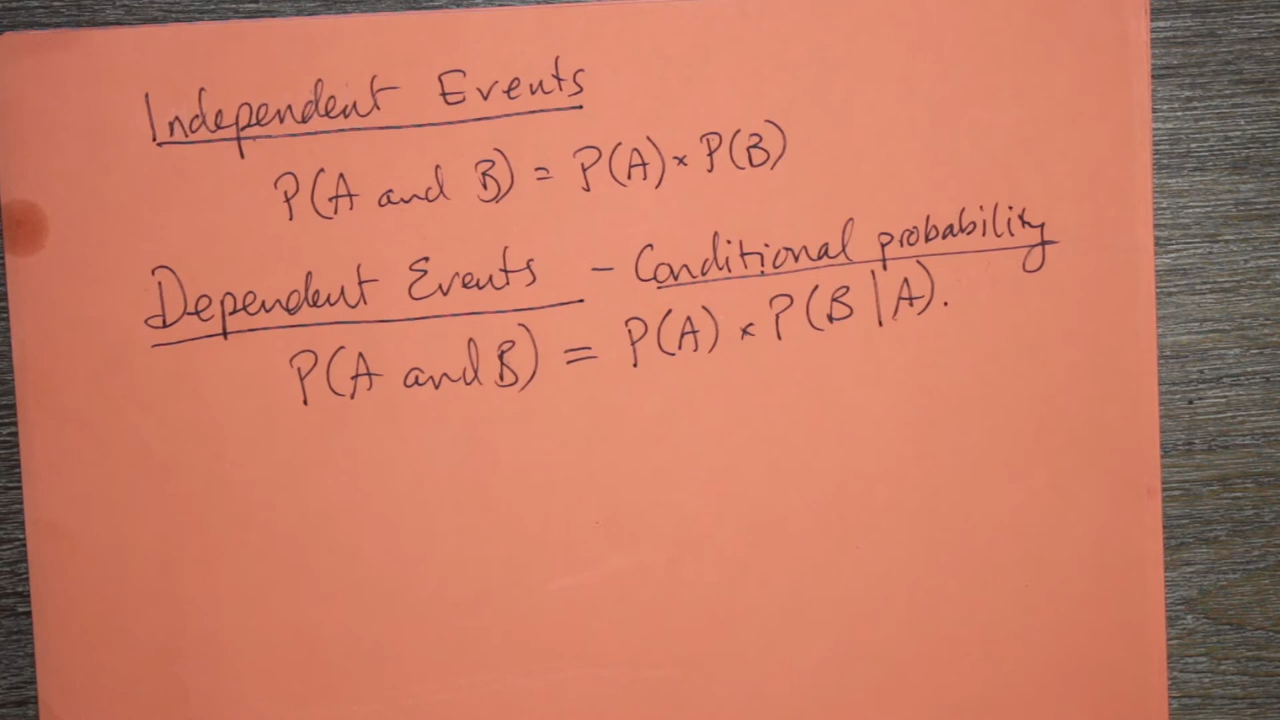 Independent Events
P(A and B) = P(A) × P(B)
Dependent Events - Conditional probability
P(A and B) = P(A) × P(B | A).